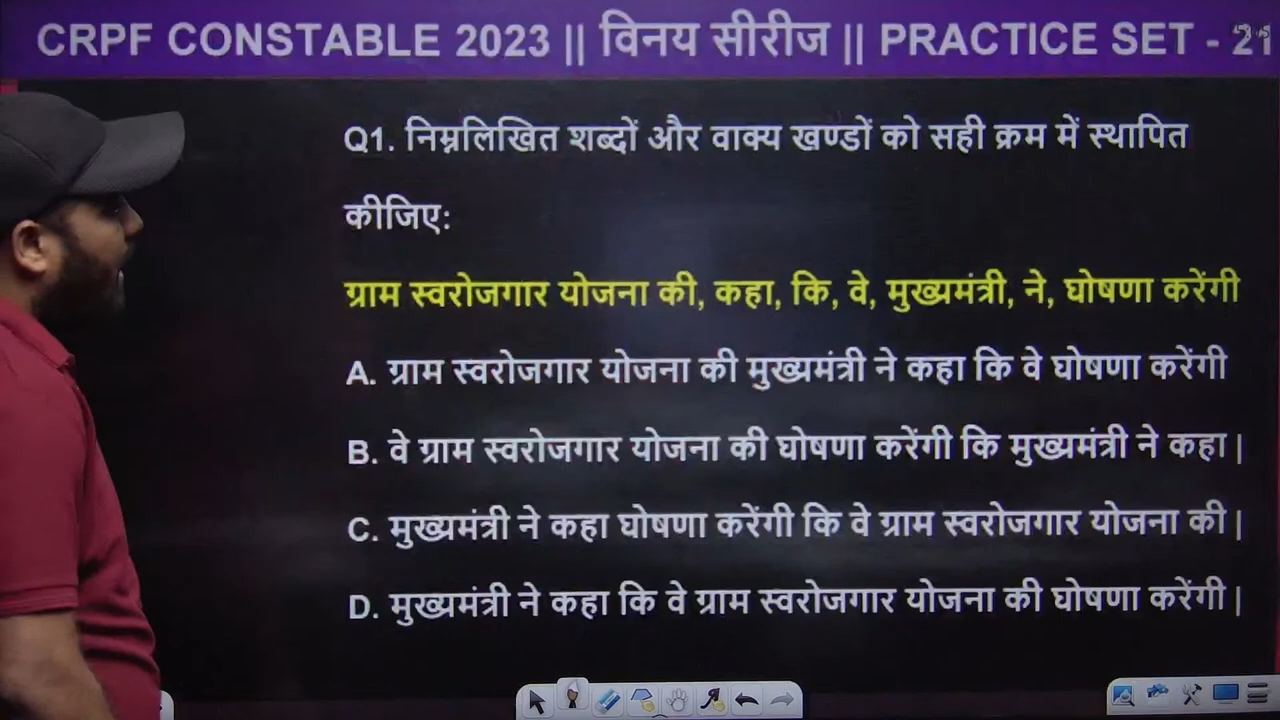 CRPF CONSTABLE 2023 || विनय सीरीज || PRACTICE SET - 21
Q1. निम्नलिखित शब्दों और वाक्य खण्डों को सही क्रम में स्थापित
कीजिए:
ग्राम स्वरोजगार योजना की, कहा, कि, वे, मुख्यमंत्री, ने, घोषणा करेंगी
A. ग्राम स्वरोजगार योजना की मुख्यमंत्री ने कहा कि वे घोषणा करेंगी
B. वे ग्राम स्वरोजगार योजना की घोषणा करेंगी कि मुख्यमंत्री ने कहा |
C. मुख्यमंत्री ने कहा घोषणा करेंगी कि वे ग्राम स्वरोजगार योजना की |
D. मुख्यमंत्री ने कहा कि वे ग्राम स्वरोजगार योजना की घोषणा करेंगी |